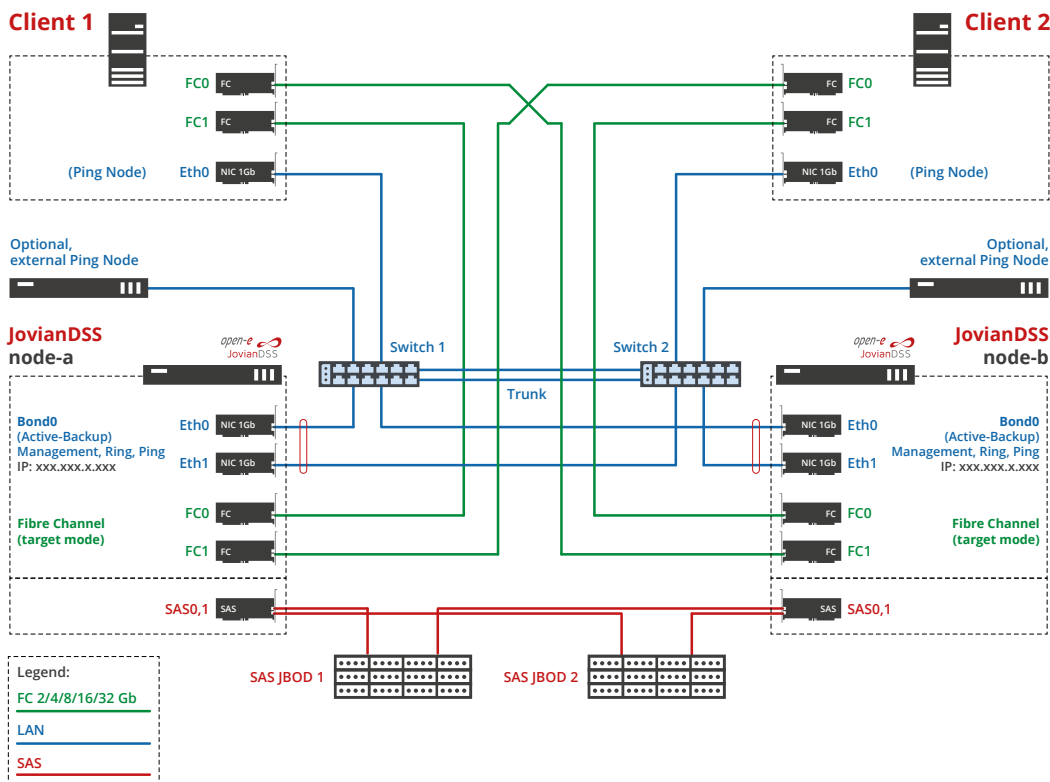 Client 1
Client 2
FC0
FC
FC
FC0
FC1
FC
FC
FC1
(Ping Node)
Eth0
NIC 1Gb
NIC 1Gb
Eth0
(Ping Node)
Optional,
external Ping Node
Optional,
external Ping Node
JovianDSS
node-a
open-e
JovianDSS
Switch 1
Switch 2
Trunk
open-e
JovianDSS
JovianDSS
node-b
Bond0
(Active-Backup)
Management, Ring, Ping
IP: xxx.xxx.x.xxx
Eth0
NIC 1Gb
Eth1
NIC 1Gb
NIC 1Gb
Eth0
NIC 1Gb
Eth1
Bond0
(Active-Backup)
Management, Ring, Ping
IP: xxx.xxx.x.xxx
Fibre Channel
(target mode)
FC0
FC
FC1
FC
FC
FC0
FC
FC1
Fibre Channel
(target mode)
SAS0,1
SAS
SAS
SAS0,1
SAS JBOD 1
SAS JBOD 2
Legend:
FC 2/4/8/16/32 Gb
LAN
SAS